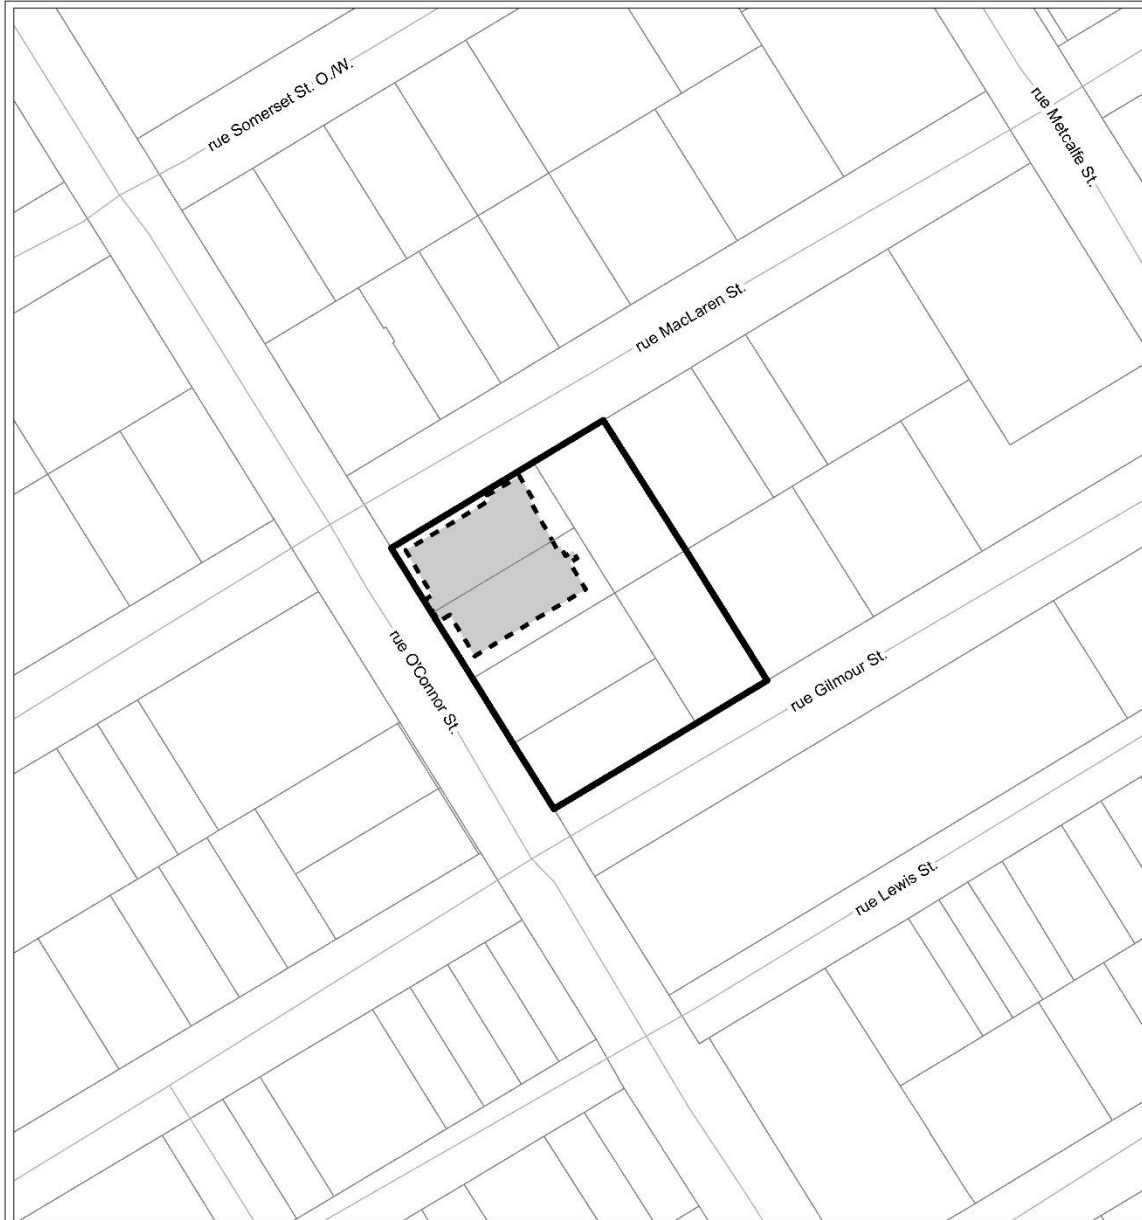 rue Somerset St. O./W.
rue Metcalfe St.
rue MacLaren St.
rue O'Connor St.
rue Gilmour St.
rue Lewis St.